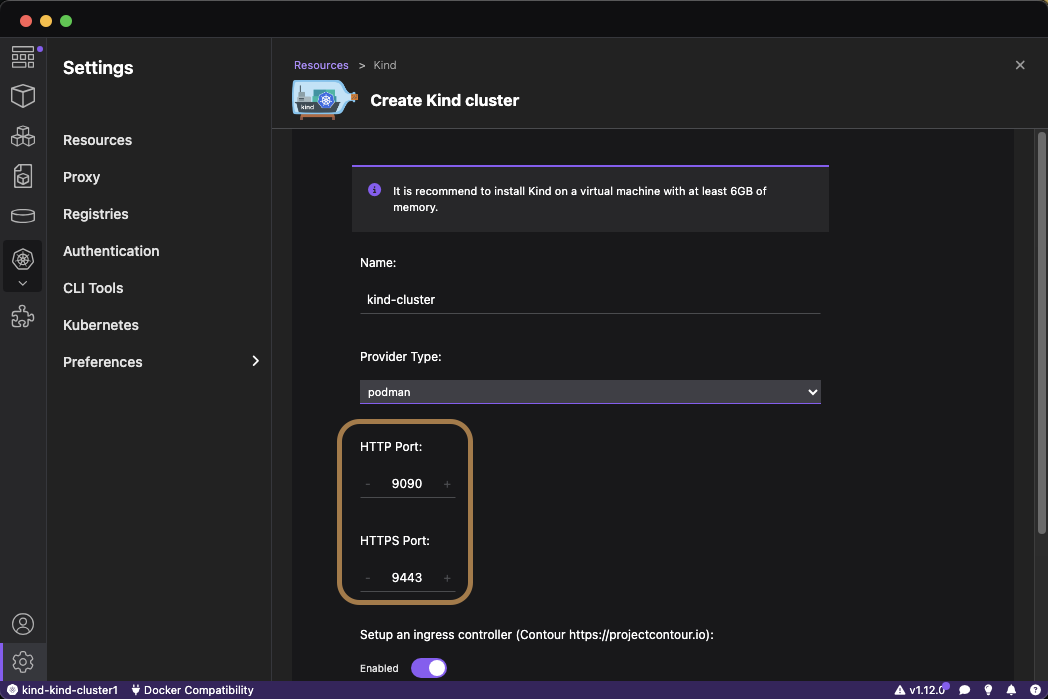 Settings
Resources
Proxy
Registries
Authentication
CLI Tools
Kubernetes
Preferences
Resources > Kind
kind
Create Kind cluster
It is recommend to install Kind on a virtual machine with at least 6GB of
memory.
Name:
kind-cluster
Provider Type:
podman
HTTP Port:
- 9090 +
HTTPS Port:
- 9443 +
Setup an ingress controller (Contour https://projectcontour.io):
Enabled
kind-kind-cluster1 Docker Compatibility
v1.12.0